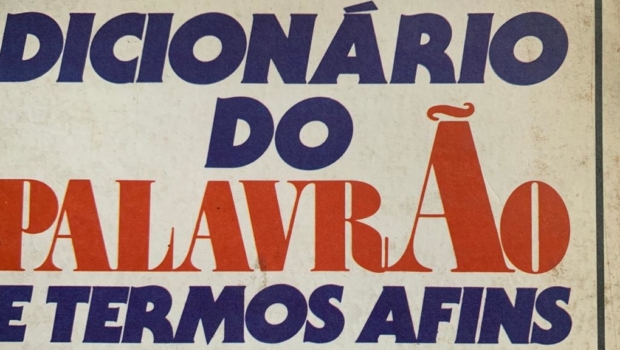 DICIONÁRIO
DO
PALAVRÃO
E TERMOS AFINS